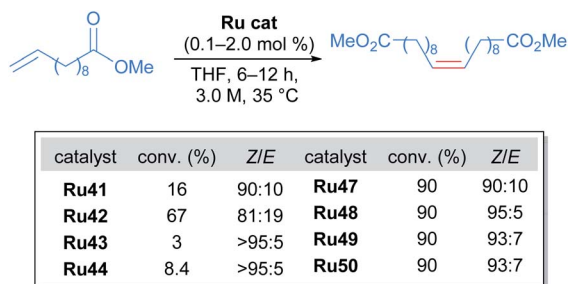 O
OMe
( )8
Ru cat
(0.1–2.0 mol %)
THF, 6–12 h,
3.0 M, 35 °C
MeO2C ( )8 ( )8 CO2Me
catalyst conv. (%) Z/E catalyst conv. (%) Z/E
Ru41 16 90:10 Ru47 90 90:10
Ru42 67 81:19 Ru48 90 95:5
Ru43 3 >95:5 Ru49 90 93:7
Ru44 8.4 >95:5 Ru50 90 93:7